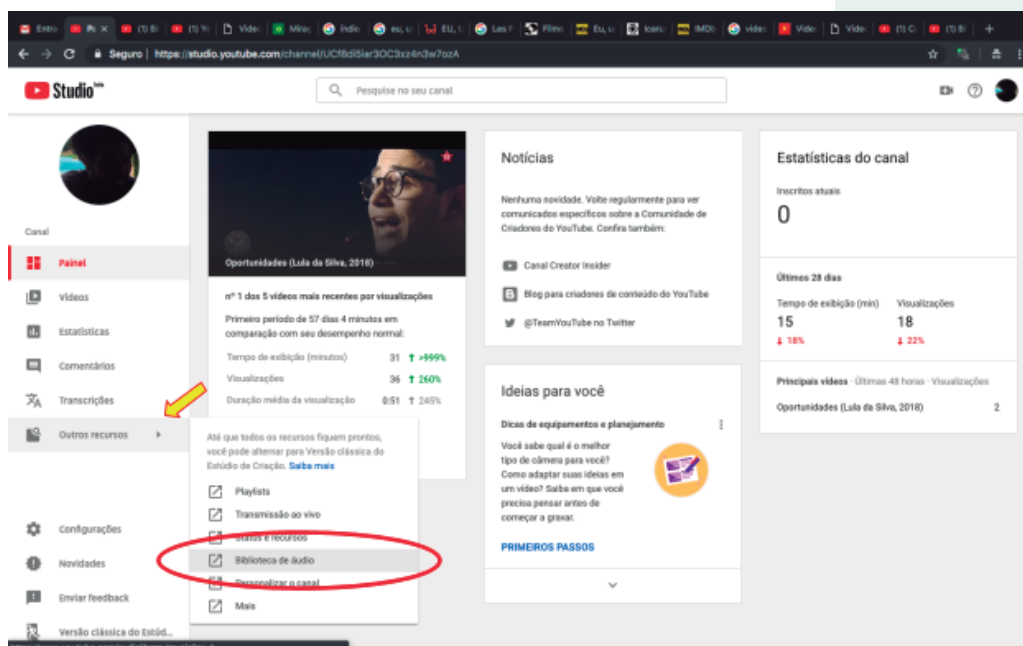 Seguro | https://studio.youtube.com/channel/UCf8di5iar3OC3xz4n3w7ozA
Studio beta
Pesquise no seu canal
Canal
Painel
Vídeos
Estatísticas
Comentários
Transcrições
Outros recursos
Configurações
Novidades
Enviar feedback
Versão clássica do Estúd...
Oportunidades (Lula da Silva, 2018)
nº 1 dos 5 vídeos mais recentes por visualizações
Primeiro período de 57 dias 4 minutos em
comparação com seu desempenho normal:
Tempo de exibição (minutos) 31 >999%
Visualizações 36 260%
Duração média da visualização 0:51 245%
Até que todos os recursos fiquem prontos,
você pode alternar para Versão clássica do
Estúdio de Criação. Saiba mais
Playlists
Transmissão ao vivo
Status e recursos
Biblioteca de áudio
Personalizar o canal
Mais
Notícias
Nenhuma novidade. Volte regularmente para ver
comunicados específicos sobre a Comunidade de
Criadores do YouTube. Confira também:
Canal Creator Insider
Blog para criadores de conteúdo do YouTube
@TeamYouTube no Twitter
Ideias para você
Dicas de equipamentos e planejamento
Você sabe qual é o melhor
tipo de câmera para você?
Como adaptar suas ideias em
um vídeo? Saiba em que você
precisa pensar antes de
começar a gravar.
PRIMEIROS PASSOS
Estatísticas do canal
Inscritos atuais
0
Últimos 28 dias
Tempo de exibição (min) Visualizações
15 18
18% 22%
Principais vídeos · Últimas 48 horas · Visualizações
Oportunidades (Lula da Silva, 2018) 2